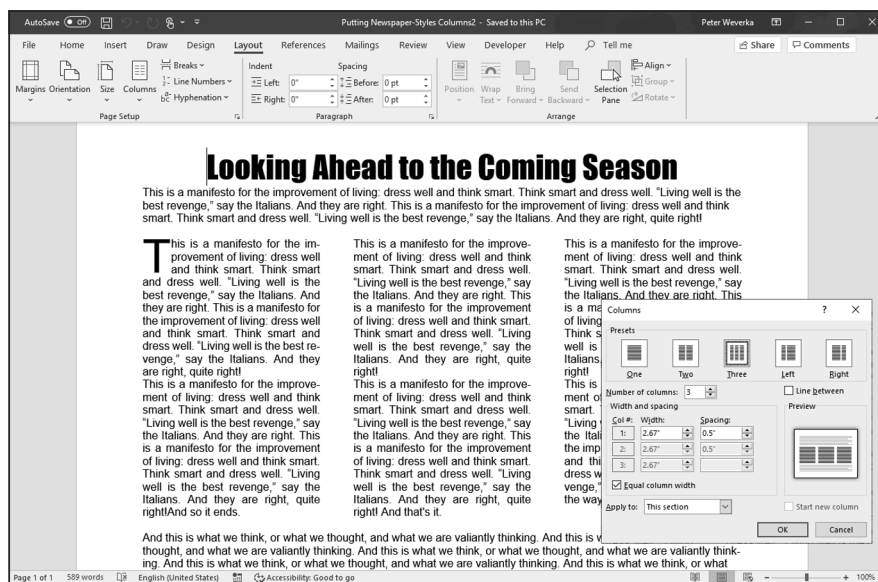 AutoSave Off Putting Newspaper-Styles Columns2 - Saved to this PC Peter Weverka
File Home Insert Draw Design Layout References Mailings Review View Developer Help Tell me Share Comments
Margins Orientation Size Columns Breaks Line Numbers Hyphenation
Page Setup
Indent Spacing
Left: 0" Before: 0 pt
Right: 0" After: 0 pt
Paragraph
Position Wrap Text Bring Forward Send Backward Selection Pane Align Group Rotate
Arrange
Looking Ahead to the Coming Season
This is a manifesto for the improvement of living: dress well and think smart. Think smart and dress well. "Living well is the
best revenge," say the Italians. And they are right. This is a manifesto for the improvement of living: dress well and think
smart. Think smart and dress well. "Living well is the best revenge," say the Italians. And they are right, quite right!
This is a manifesto for the im-
provement of living: dress well
and think smart. Think smart
and dress well. "Living well is the
best revenge," say the Italians. And
they are right. This is a manifesto for
the improvement of living: dress well
and think smart. Think smart and
dress well. "Living well is the best re-
venge," say the Italians. And they
are right, quite right!
This is a manifesto for the improve-
ment of living: dress well and think
smart. Think smart and dress well.
"Living well is the best revenge," say
the Italians. And they are right. This
is a manifesto for the improvement
of living: dress well and think smart.
Think smart and dress well. "Living
well is the best revenge," say the
Italians. And they are right, quite
right!And so it ends.
This is a manifesto for the improve-
ment of living: dress well and think
smart. Think smart and dress well.
"Living well is the best revenge," say
the Italians. And they are right. This
is a manifesto for the improvement
of living: dress well and think smart.
Think smart and dress well. "Living
well is the best revenge," say the
Italians. And they are right, quite
right!
This is a manifesto for the improve-
ment of living: dress well and think
smart. Think smart and dress well.
"Living well is the best revenge," say
the Italians. And they are right. This
is a manifesto for the improvement
of living: dress well and think smart.
Think smart and dress well. "Living
well is the best revenge," say the
Italians. And they are right, quite
right! And that's it.
This is a manifesto for the improve-
ment of living: dress well and think
smart. Think smart and dress well.
"Living well is the best revenge," say
the Italians. And they are right. This
is a ma
of living
Think s
well is
Italians.
right!
This is
ment of
smart.
"Living
the Itali
the imp
and thi
dress w
venge,"
the way
Columns ? ×
Presets
One Two Three Left Right
Number of columns: 3 Line between
Width and spacing Preview
Col #: Width: Spacing:
1: 2.67" 0.5"
2: 2.67" 0.5"
3: 2.67"
Equal column width
Apply to: This section Start new column
OK Cancel
And this is what we think, or what we thought, and what we are valiantly thinking. And this is w
thought, and what we are valiantly thinking. And this is what we think, or what we thought, and what we are valiantly think-
ing. And this is what we think, or what we thought, and what we are valiantly thinking. And this is what we think, or what
Page 1 of 1 589 words English (United States) Accessibility: Good to go 100%